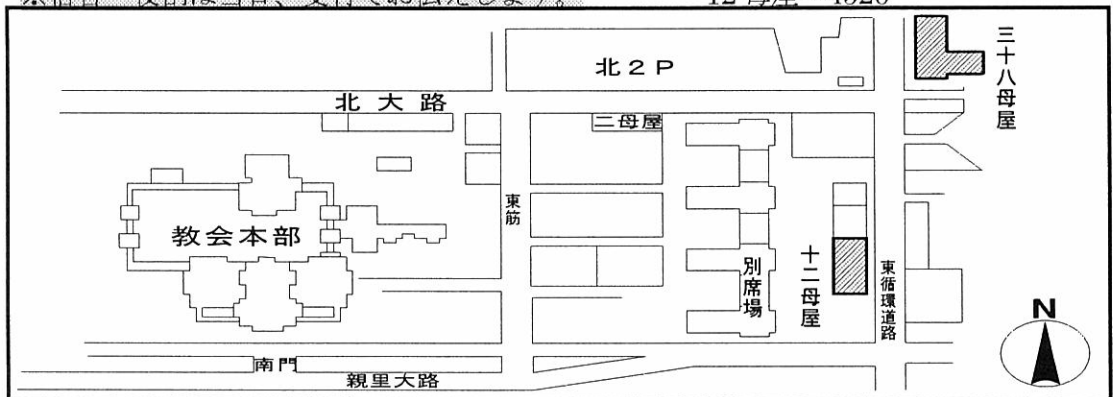 北２Ｐ
三十八母屋
北大路
二母屋
東筋
教会本部
別席場
十二母屋
東循環道路
N
南門
親里大路